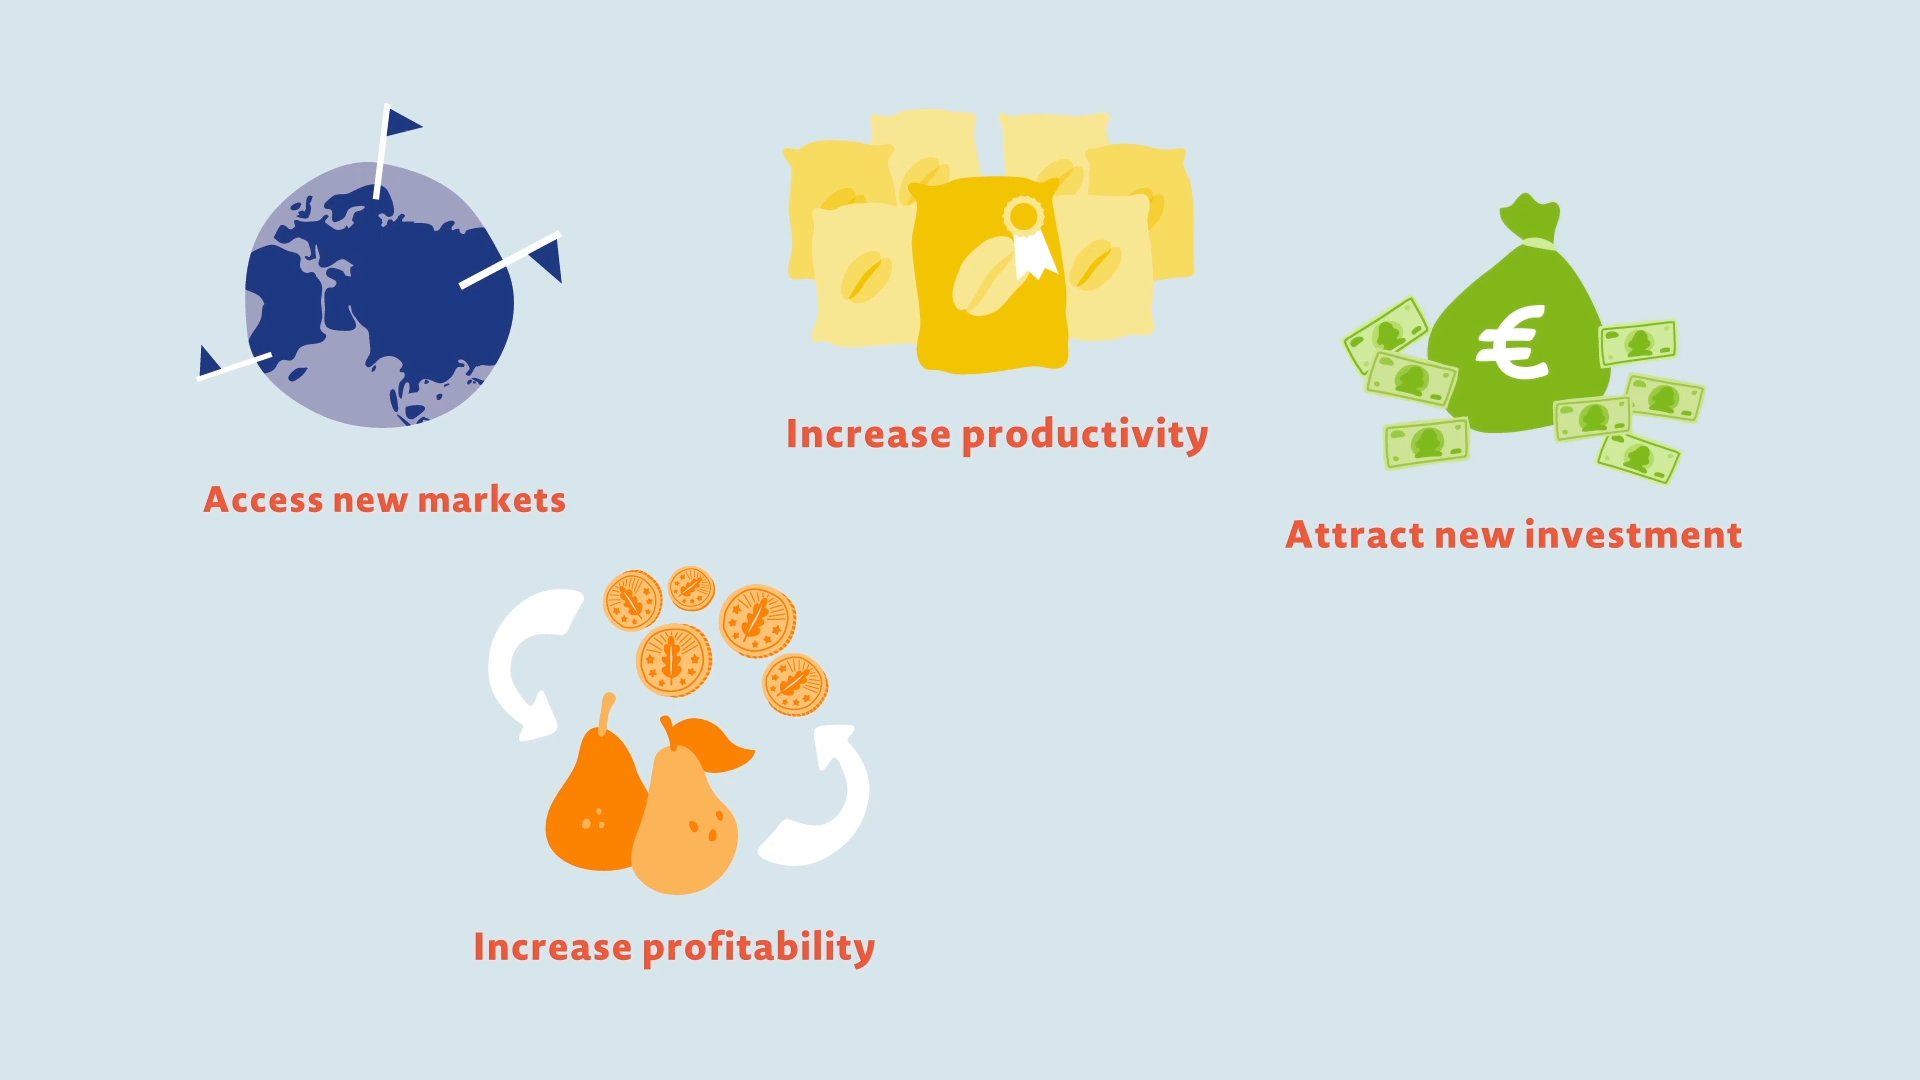 Access new markets
Increase productivity
€
Attract new investment
Increase profitability